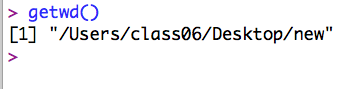 > getwd()
[1] "/Users/class06/Desktop/new"
>